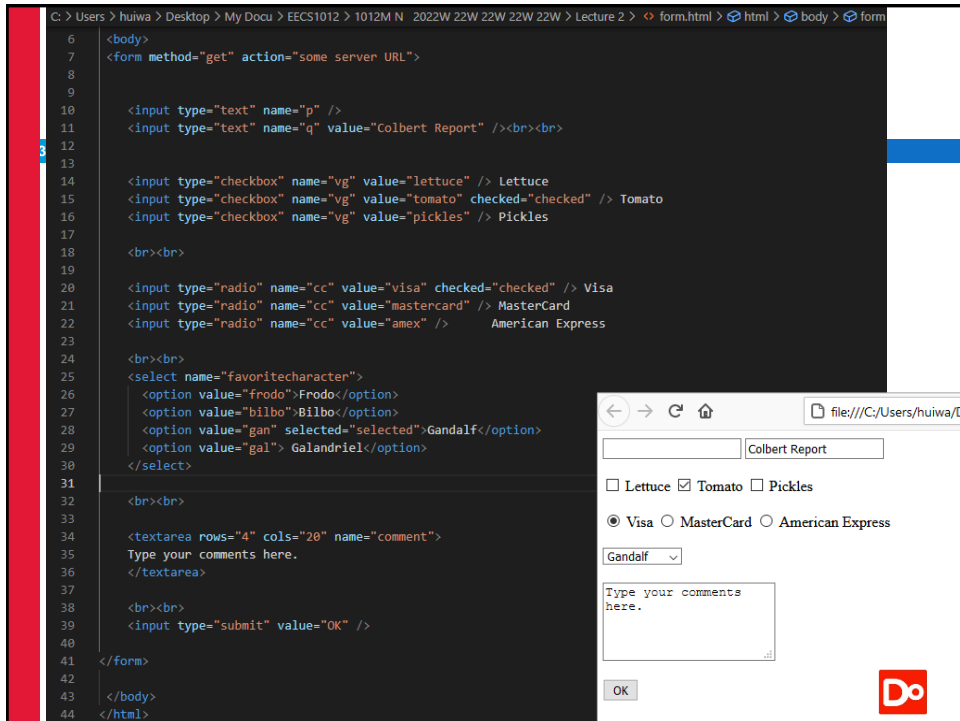 C: > Users > huiwa > Desktop > My Docu > EECS1012 > 1012M N 2022W 22W 22W 22W 22W > Lecture 2 > <> form.html > html > body > form
6 <body>
7 <form method="get" action="some server URL">
8
9
10 <input type="text" name="p" />
11 <input type="text" name="q" value="Colbert Report" /><br><br>
12
13
14 <input type="checkbox" name="vg" value="lettuce" /> Lettuce
15 <input type="checkbox" name="vg" value="tomato" checked="checked" /> Tomato
16 <input type="checkbox" name="vg" value="pickles" /> Pickles
17
18 <br><br>
19
20 <input type="radio" name="cc" value="visa" checked="checked" /> Visa
21 <input type="radio" name="cc" value="mastercard" /> MasterCard
22 <input type="radio" name="cc" value="amex" /> American Express
23
24 <br><br>
25 <select name="favoritecharacter">
26 <option value="frodo">Frodo</option>
27 <option value="bilbo">Bilbo</option>
28 <option value="gan" selected="selected">Gandalf</option>
29 <option value="gal"> Galandriel</option>
30 </select>
31
32 <br><br>
33
34 <textarea rows="4" cols="20" name="comment">
35 Type your comments here.
36 </textarea>
37
38 <br><br>
39 <input type="submit" value="OK" />
40
41 </form>
42
43 </body>
44 </html>
3
file:///C:/Users/huiwa/D
Colbert Report
Lettuce Tomato Pickles
Visa MasterCard American Express
Gandalf
Type your comments
here.
OK
Do